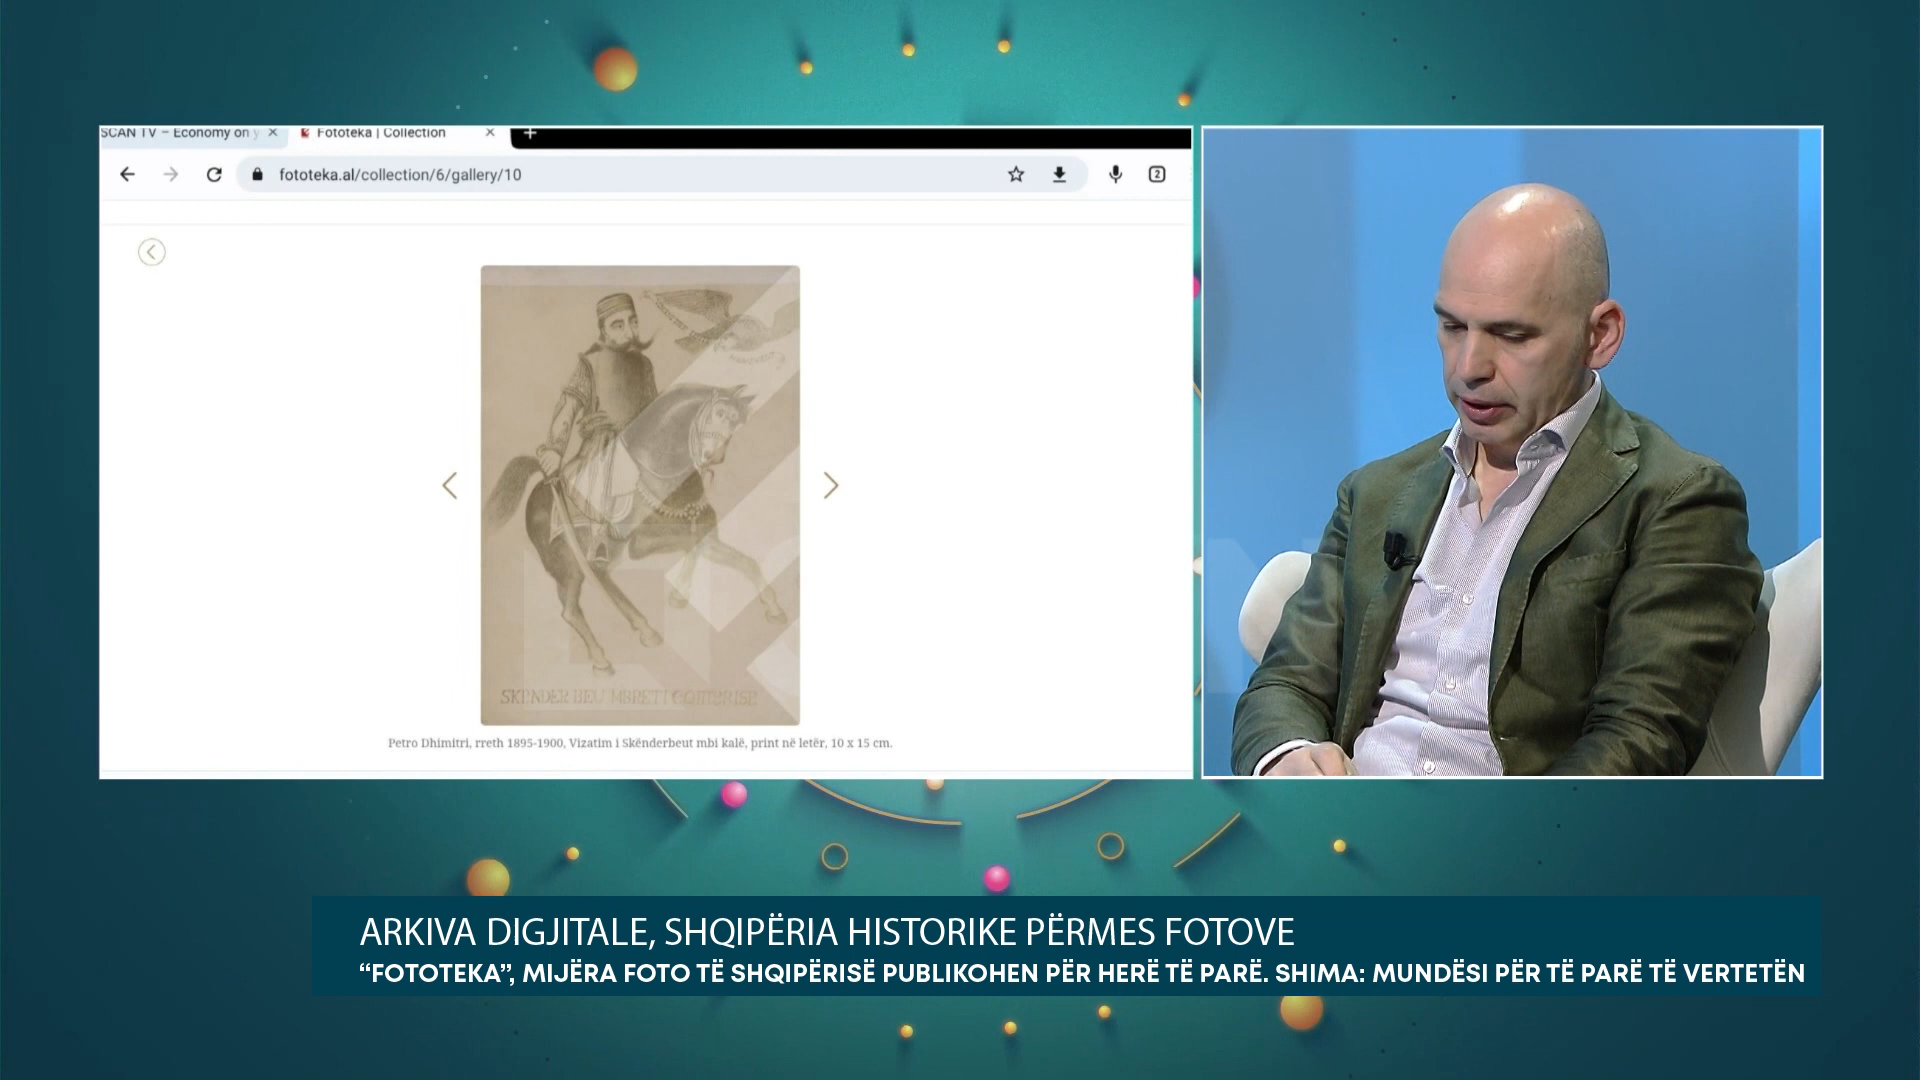 SCAN TV – Economy on y
Fototeka | Collection
fototeka.al/collection/6/gallery/10
2
SKENDER BEU MBRETI
Petro Dhimitri, rreth 1895-1900, Vizatim i Skënderbeut mbi kalë, print në letër, 10 x 15 cm.
ARKIVA DIGJITALE, SHQIPËRIA HISTORIKE PËRMES FOTOVE
“FOTOTEKA”, MIJËRA FOTO TË SHQIPËRISË PUBLIKOHEN PËR HERË TË PARË. SHIMA: MUNDËSI PËR TË PARË TË VERTETËN